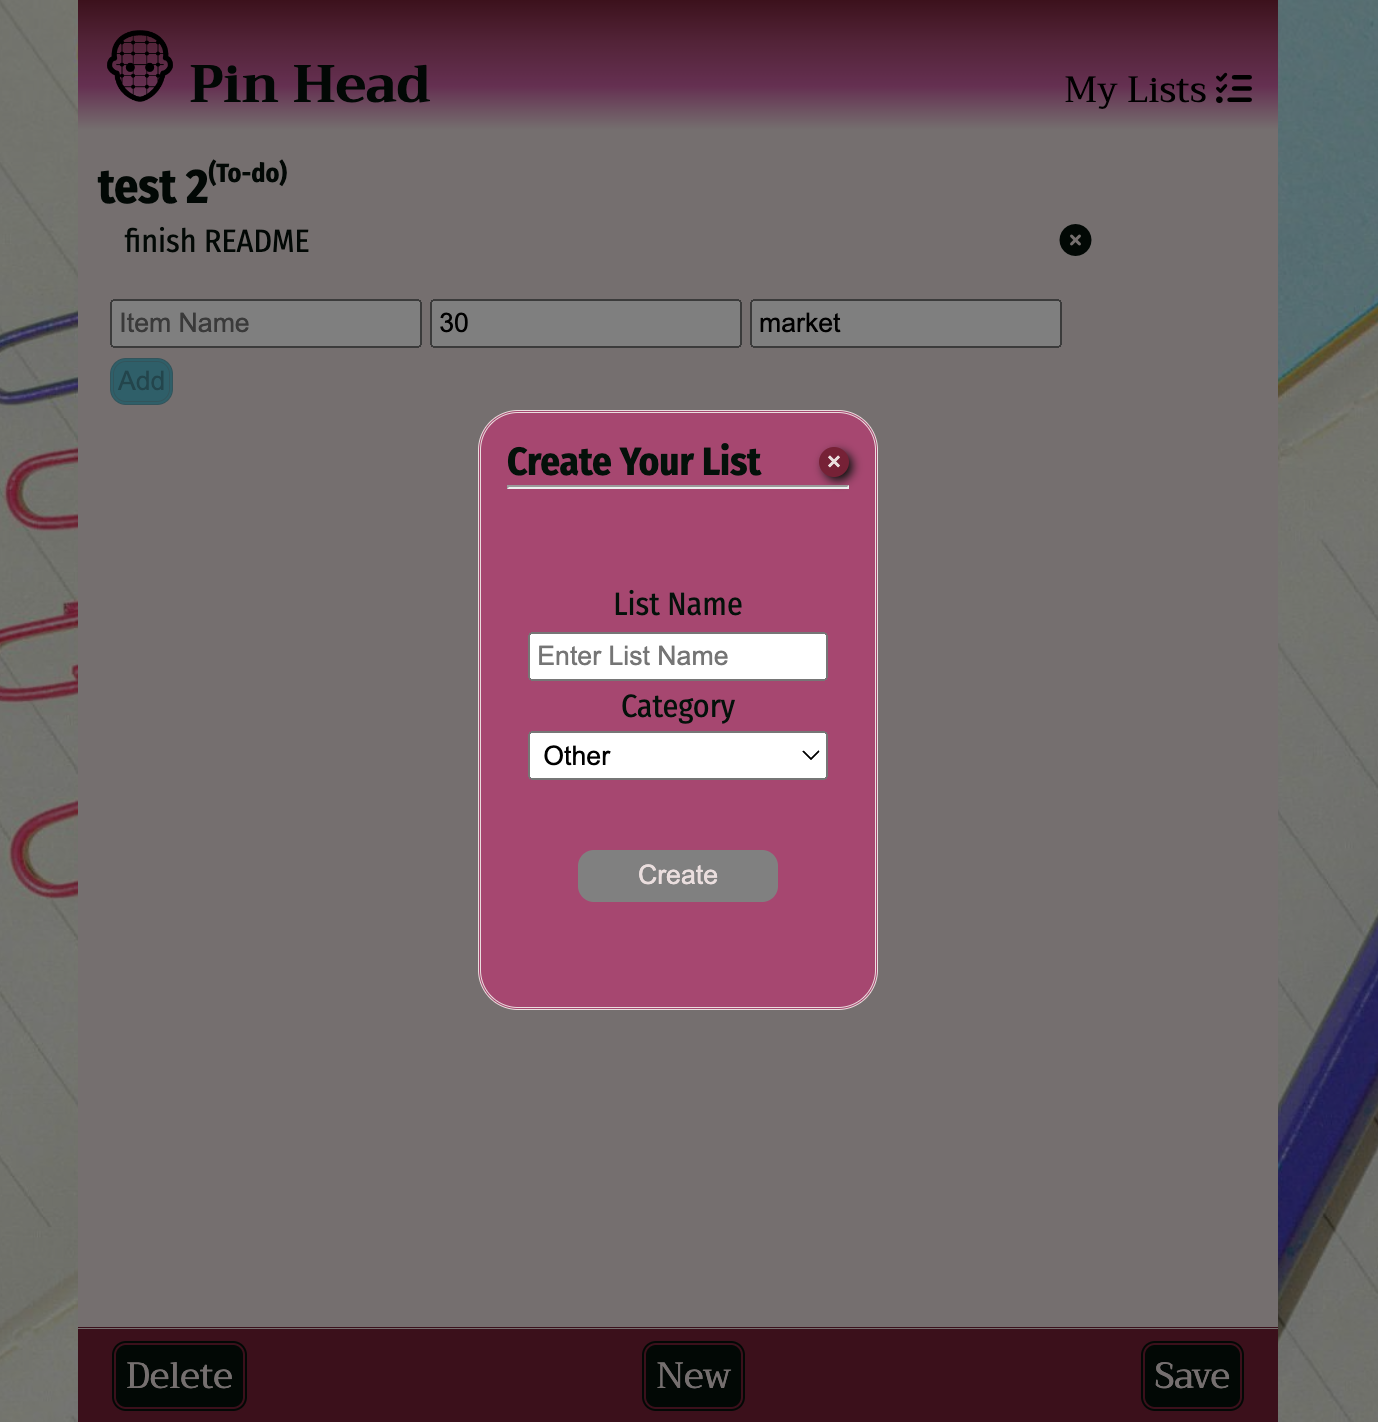 Pin Head
My Lists
test 2(To-do)
finish README
Item Name 30 market
Add
Create Your List
List Name
Enter List Name
Category
Other
Create
Delete New Save